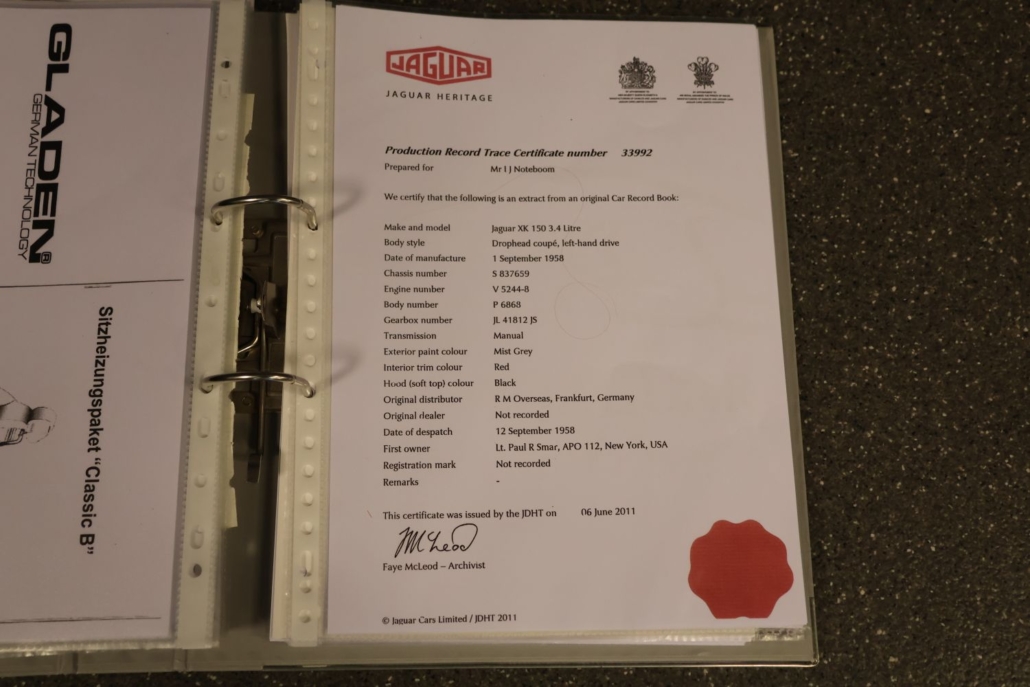 GLADEN®
GERMAN TECHNOLOGY
Sitzheizungspaket "Classic B"
JAGUAR
JAGUAR HERITAGE
Production Record Trace Certificate number 33992
Prepared for Mr I J Noteboom
We certify that the following is an extract from an original Car Record Book:
Make and model Jaguar XK 150 3.4 Litre
Body style Drophead coupé, left-hand drive
Date of manufacture 1 September 1958
Chassis number S 837659
Engine number V 5244-8
Body number P 6868
Gearbox number JL 41812 JS
Transmission Manual
Exterior paint colour Mist Grey
Interior trim colour Red
Hood (soft top) colour Black
Original distributor R M Overseas, Frankfurt, Germany
Original dealer Not recorded
Date of despatch 12 September 1958
First owner Lt. Paul R Smar, APO 112, New York, USA
Registration mark Not recorded
Remarks -
This certificate was issued by the JDHT on 06 June 2011
McLeod
Faye McLeod – Archivist
© Jaguar Cars Limited / JDHT 2011